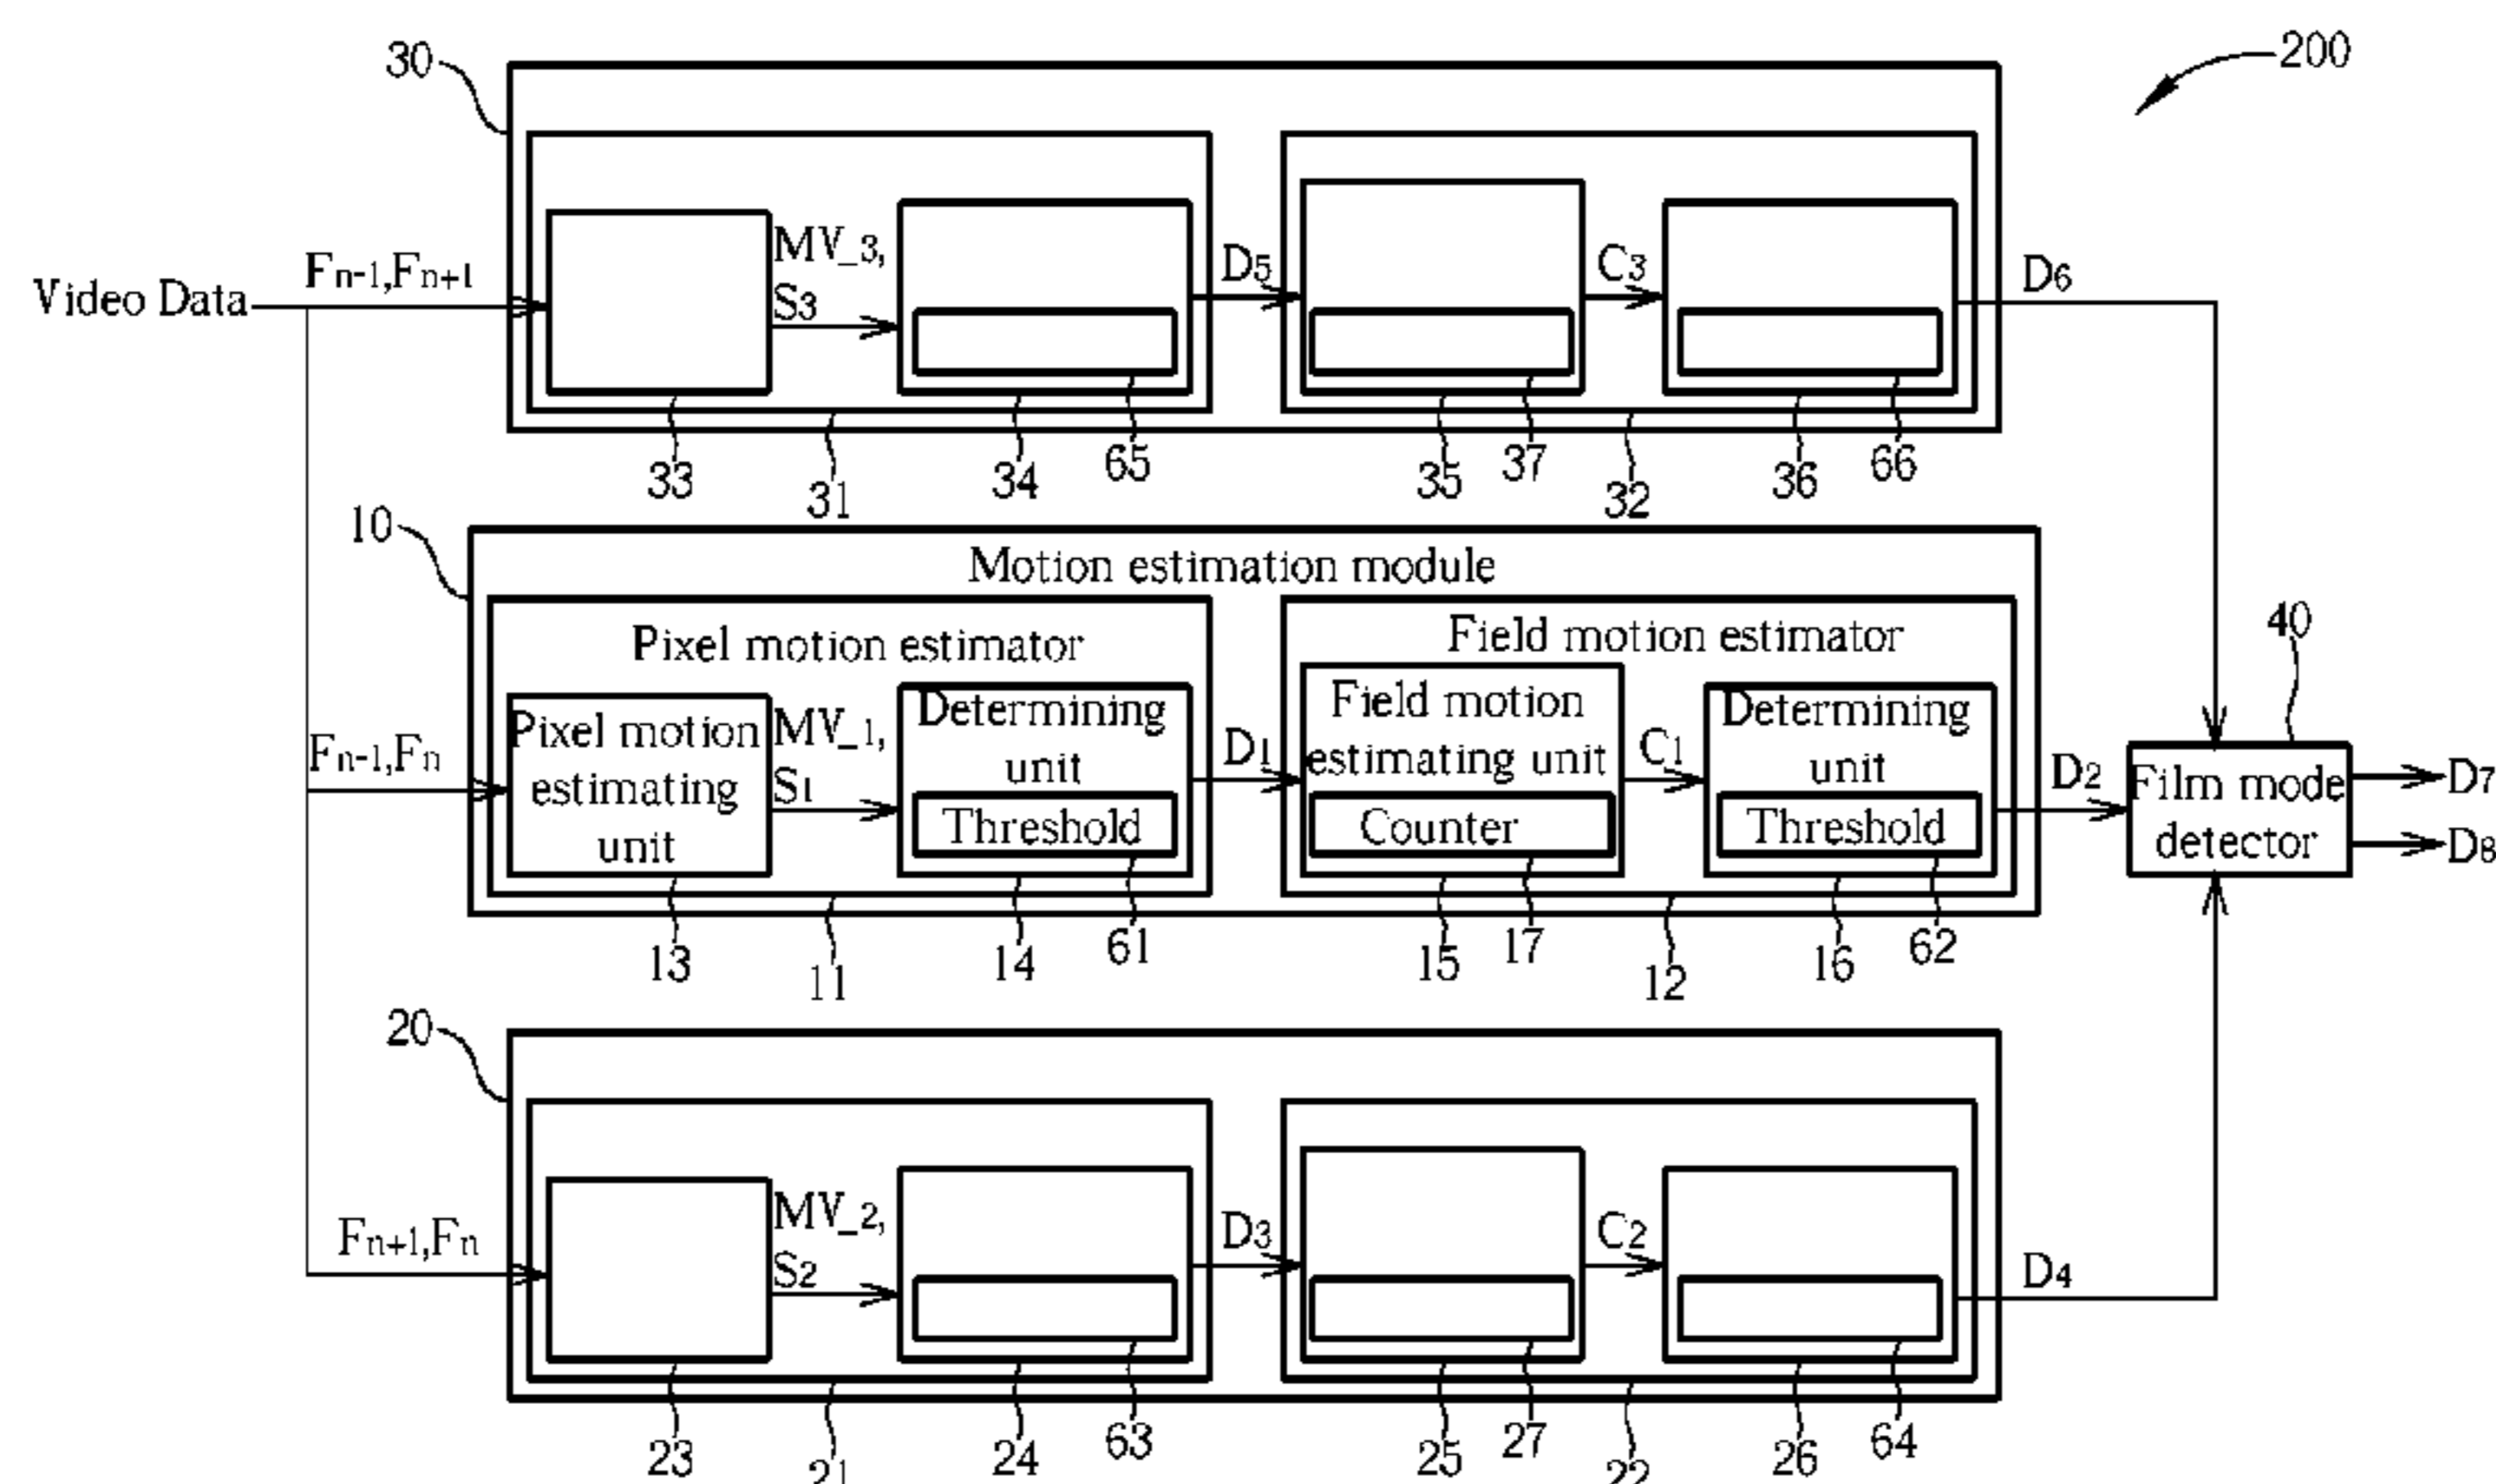 200
30
MV_3,
S3
Fn-1,Fn+1
Video Data
D5
C3
D6
33
31
34
65
35
37
32
36
66
10
Motion estimation module
Pixel motion estimator
Field motion estimator
40
Pixel motion
estimating
unit
MV_1,
S1
Determining
unit
Threshold
Fn-1,Fn
D1
Field motion
estimating unit
Counter
C1
Determining
unit
Threshold
D2
Film mode
detector
D7
D8
13
11
14
61
15
17
12
16
62
20
MV_2,
S2
Fn+1,Fn
D3
C2
D4
23
21
24
63
25
27
22
26
64